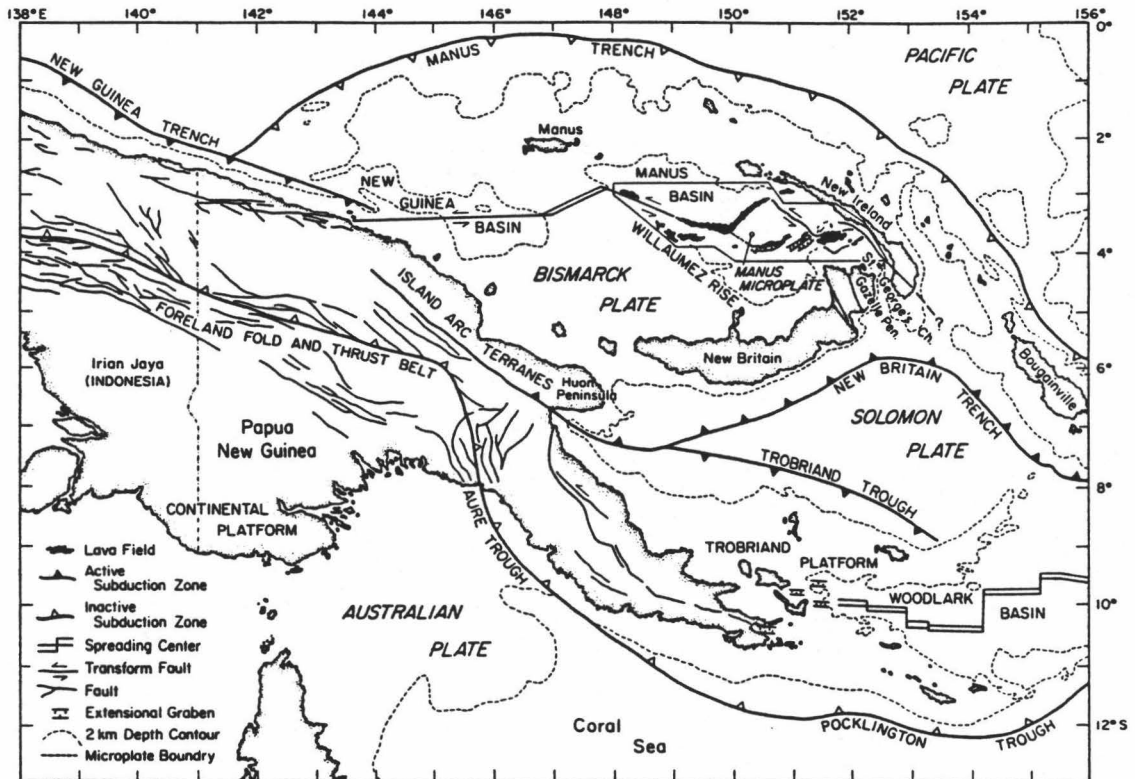 138°E 140° 142° 144° 146° 148° 150° 152° 154° 156°
0°
2°
4°
6°
8°
10°
12°S
NEW GUINEA TRENCH
MANUS TRENCH
PACIFIC
PLATE
Manus
NEW
GUINEA
BASIN
MANUS
BASIN
New
Ireland
WILLAUMEZ RISE
MANUS
MICROPLATE
St. George's Ch.
Gazelle Pen.
BISMARCK
PLATE
ISLAND ARC TERRANES
FORELAND FOLD AND THRUST BELT
Irian Jaya
(INDONESIA)
New Britain
Huon
Peninsula
NEW BRITAIN
TRENCH
Bougainville
SOLOMON
PLATE
Papua
New Guinea
TROBRIAND
TROUGH
CONTINENTAL
PLATFORM
AURE TROUGH
TROBRIAND
PLATFORM
WOODLARK
BASIN
AUSTRALIAN
PLATE
Coral
Sea
POCKLINGTON
TROUGH
Lava Field
Active
Subduction Zone
Inactive
Subduction Zone
Spreading Center
Transform Fault
Fault
Extensional Graben
2 km Depth Contour
Microplate Boundry